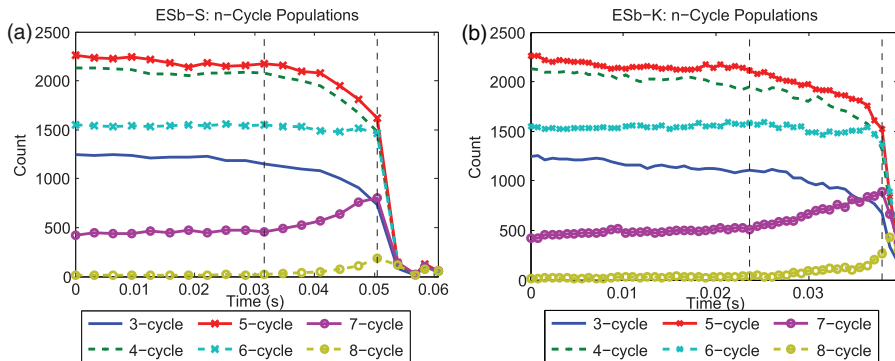 (a)
ESb-S: n-Cycle Populations
2500
2000
1500
1000
500
0
Count
0
0.01
0.02
0.03
0.04
0.05
0.06
Time (s)
3-cycle
5-cycle
7-cycle
4-cycle
6-cycle
8-cycle
(b)
ESb-K: n-Cycle Populations
2500
2000
1500
1000
500
0
Count
0
0.01
0.02
0.03
Time (s)
3-cycle
5-cycle
7-cycle
4-cycle
6-cycle
8-cycle